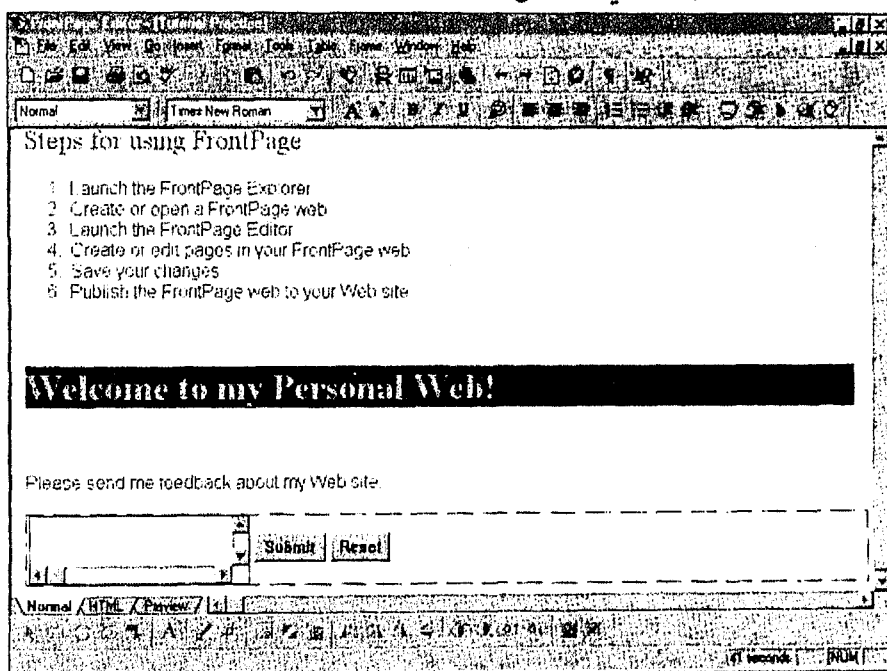 FrontPage Editor - [Tutorial Practice]
File Edit View Go Insert Format Tools Table Frame Window Help
Normal Times New Roman
Steps for using FrontPage
1 Launch the FrontPage Explorer
2 Create or open a FrontPage web
3 Launch the FrontPage Editor
4. Create or edit pages in your FrontPage web
5. Save your changes
6 Publish the FrontPage web to your Web site
Welcome to my Personal Web!
Please send me feedback about my Web site.
Submit Reset
Normal HTML Preview
41 seconds NUM